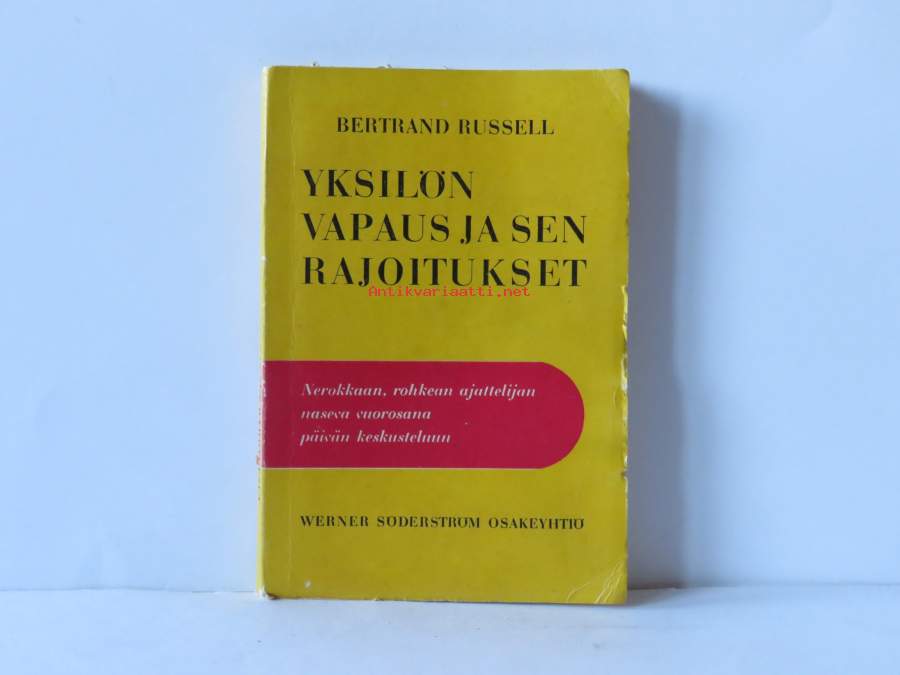 BERTRAND RUSSELL
YKSILÖN
VAPAUS JA SEN
RAJOITUKSET
Antikvariaatti.net
Nerokkaan, rohkean ajattelijan
naseva vuorosana
päivän keskusteluun
WERNER SÖDERSTRÖM OSAKEYHTIÖ